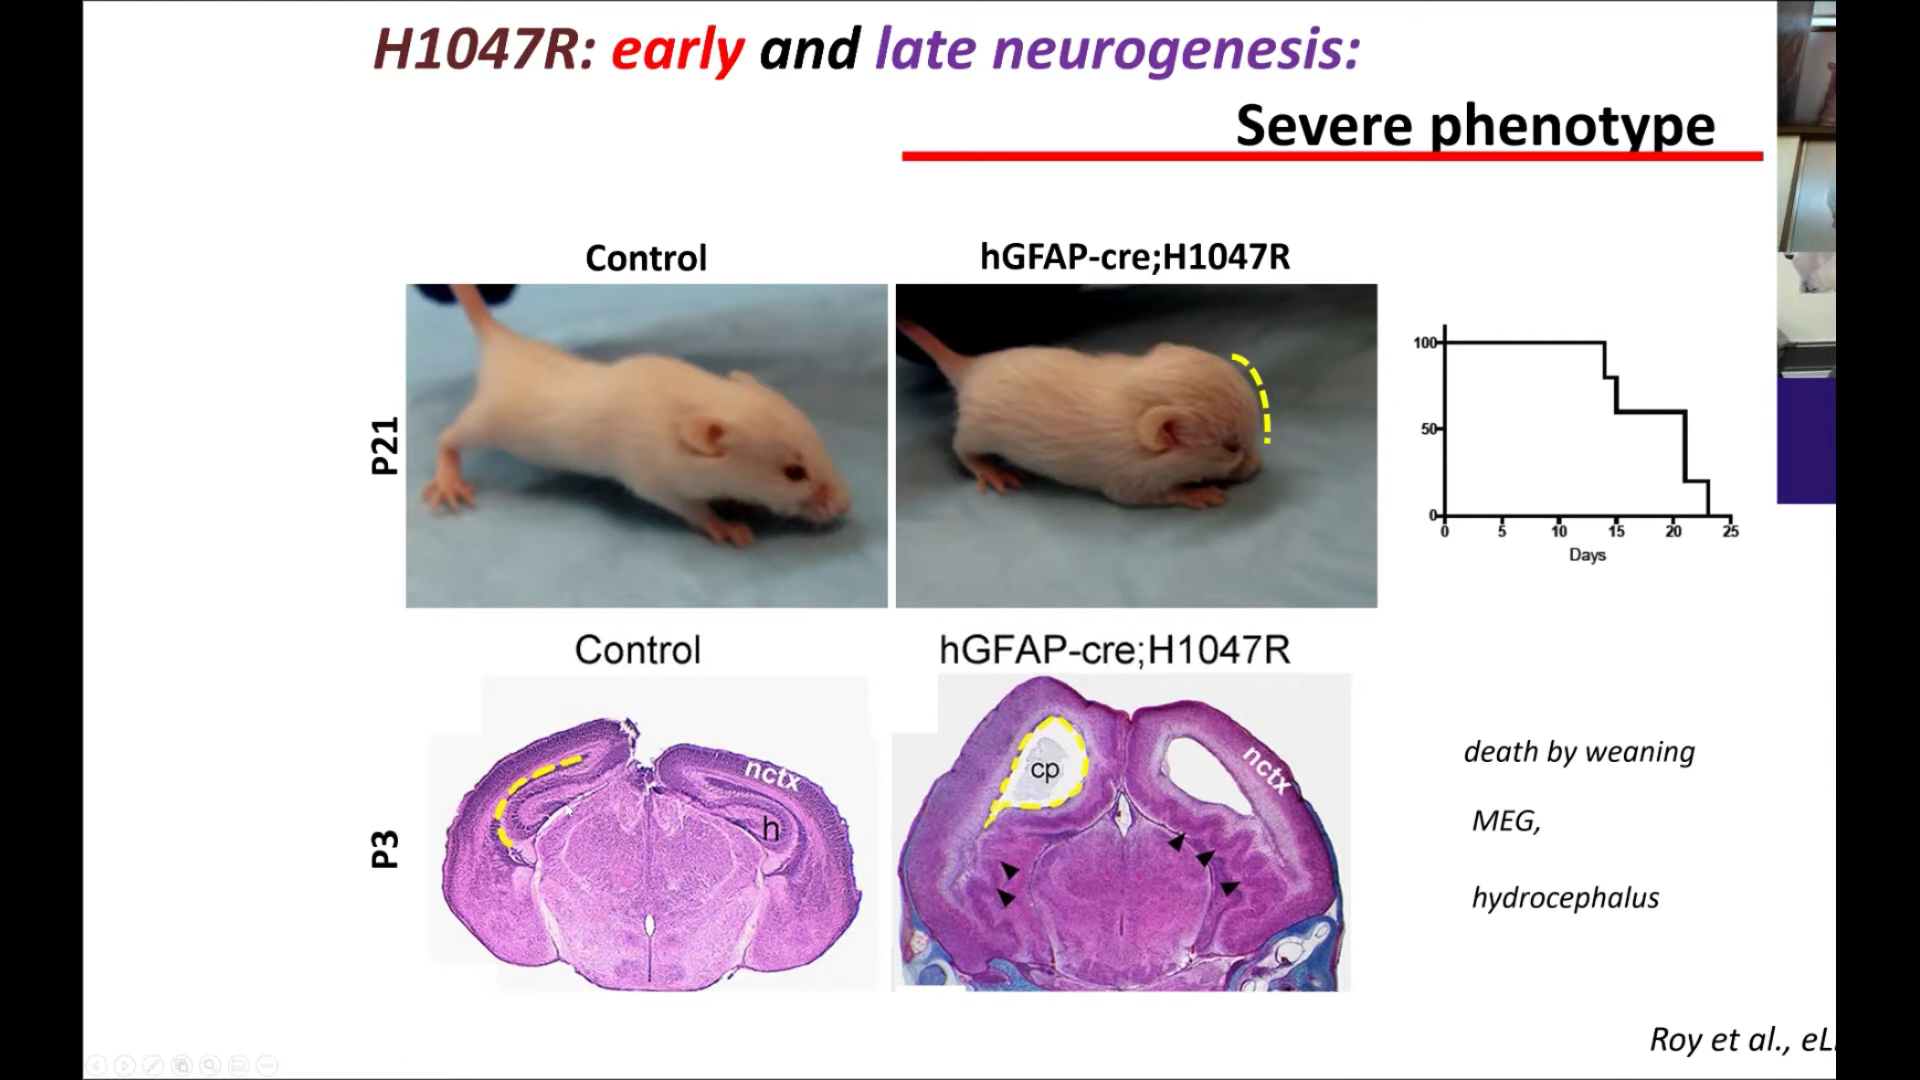 H1047R: early and late neurogenesis:
Severe phenotype
Control
hGFAP-cre;H1047R
P21
100
50
0
0 5 10 15 20 25
Days
Control
hGFAP-cre;H1047R
P3
nctx
h
cp
nctx
death by weaning
MEG,
hydrocephalus
Roy et al., eL